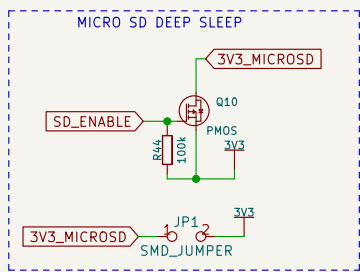 MICRO SD DEEP SLEEP
3V3_MICROSD
Q10
SD_ENABLE
PMOS
R44
100k
3V3
JP1
3V3
3V3_MICROSD
1
2
SMD_JUMPER